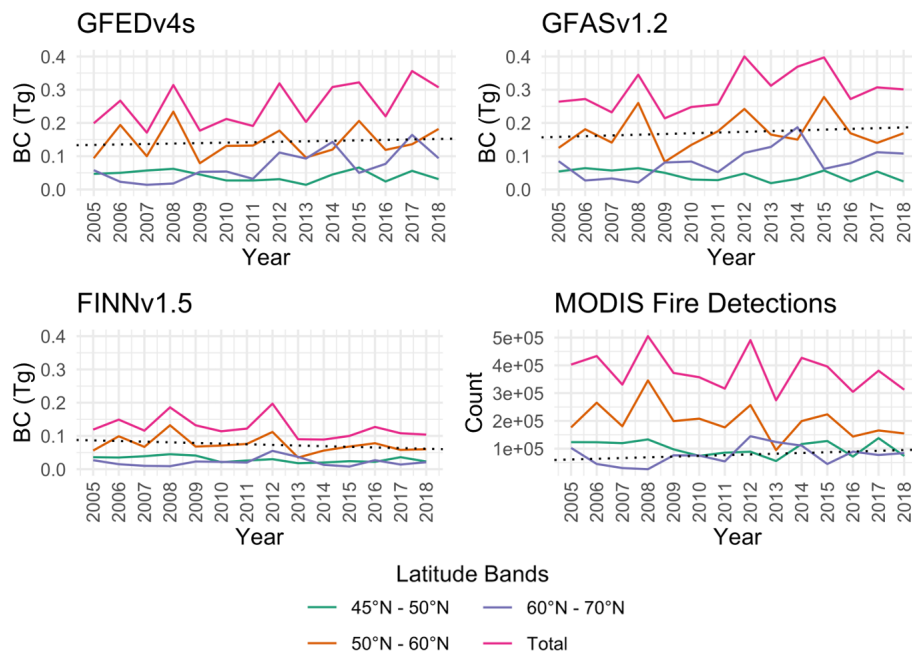 GFEDv4s
GFASv1.2
BC (Tg)
0.4
0.3
0.2
0.1
0.0
2005 2006 2007 2008 2009 2010 2011 2012 2013 2014 2015 2016 2017 2018
Year
BC (Tg)
0.4
0.3
0.2
0.1
0.0
2005 2006 2007 2008 2009 2010 2011 2012 2013 2014 2015 2016 2017 2018
Year
FINNv1.5
MODIS Fire Detections
BC (Tg)
0.4
0.3
0.2
0.1
0.0
2005 2006 2007 2008 2009 2010 2011 2012 2013 2014 2015 2016 2017 2018
Year
Count
5e+05
4e+05
3e+05
2e+05
1e+05
2005 2006 2007 2008 2009 2010 2011 2012 2013 2014 2015 2016 2017 2018
Year
Latitude Bands
45°N - 50°N
60°N - 70°N
50°N - 60°N
Total